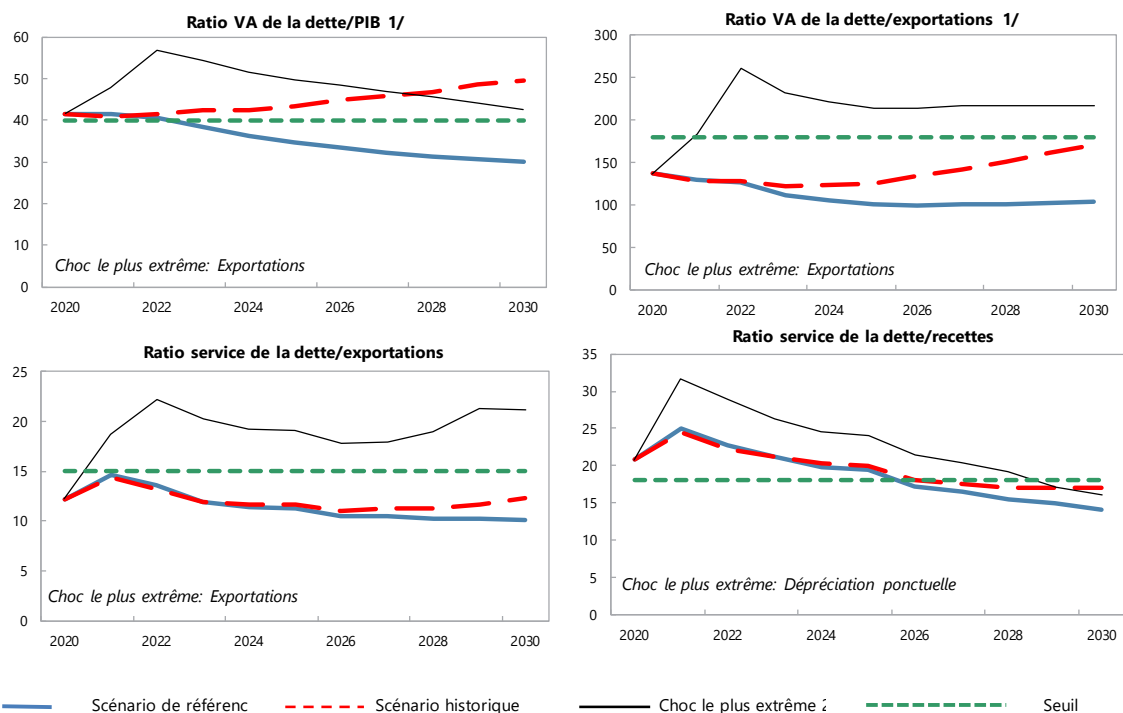 Ratio VA de la dette/PIB 1/
60
50
40
30
20
10
0
2020 2022 2024 2026 2028 2030
Choc le plus extrême: Exportations
Ratio VA de la dette/exportations 1/
300
250
200
150
100
50
0
2020 2022 2024 2026 2028 2030
Choc le plus extrême: Exportations
Ratio service de la dette/exportations
25
20
15
10
5
0
2020 2022 2024 2026 2028 2030
Choc le plus extrême: Exportations
Ratio service de la dette/recettes
35
30
25
20
15
10
5
0
2020 2022 2024 2026 2028 2030
Choc le plus extrême: Dépréciation ponctuelle
Scénario de référenc Scénario historique Choc le plus extrême Seuil